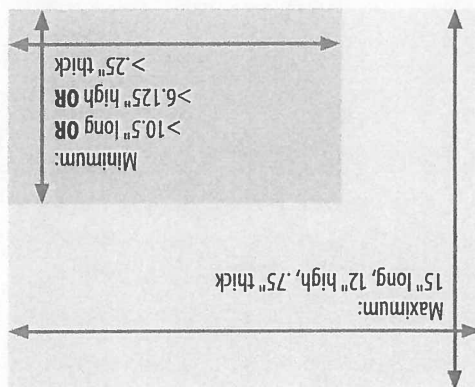 Maximum:
15" long, 12" high, .75" thick
Minimum:
>10.5" long OR
>6.125" high OR
>.25" thick